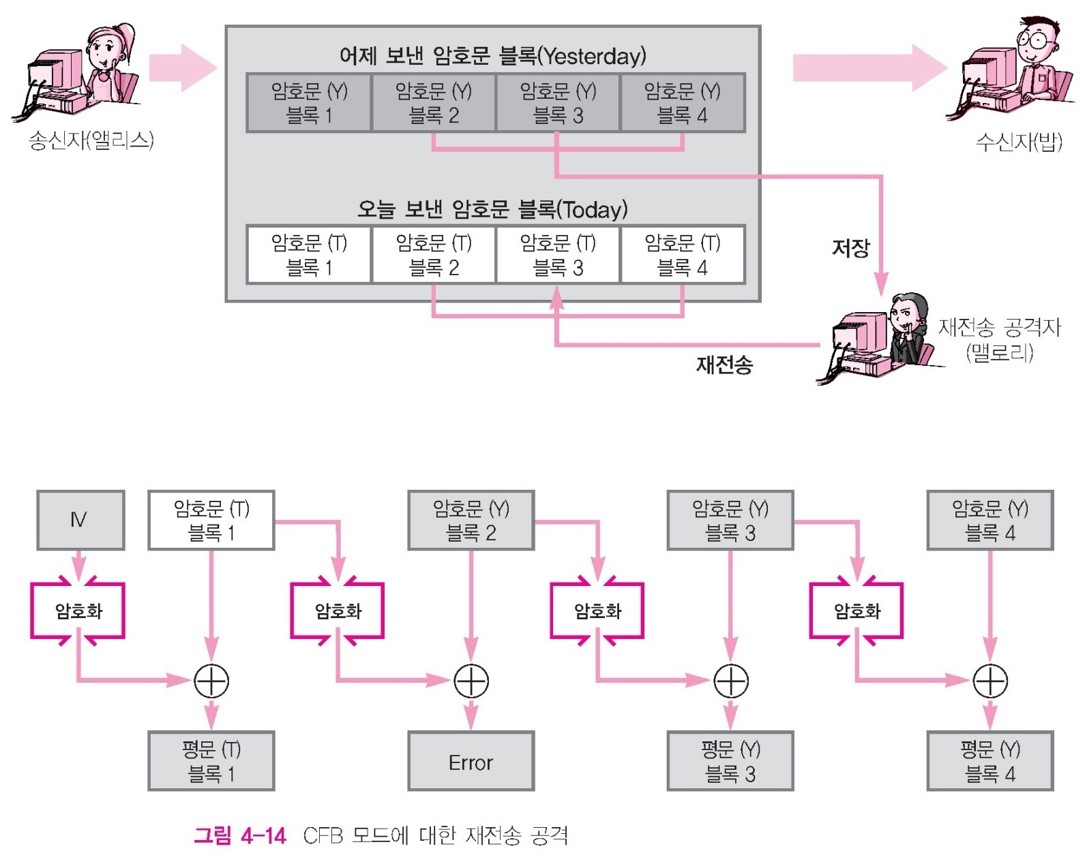 어제 보낸 암호문 블록(Yesterday)
암호문 (Y)
블록 1
암호문 (Y)
블록 2
암호문 (Y)
블록 3
암호문 (Y)
블록 4
송신자(앨리스)
수신자(밥)
오늘 보낸 암호문 블록(Today)
암호문 (T)
블록 1
암호문 (T)
블록 2
암호문 (T)
블록 3
암호문 (T)
블록 4
저장
재전송 공격자
(맬로리)
재전송
IV
암호문 (T)
블록 1
암호문 (Y)
블록 2
암호문 (Y)
블록 3
암호문 (Y)
블록 4
암호화
암호화
암호화
암호화
평문 (T)
블록 1
Error
평문 (Y)
블록 3
평문 (Y)
블록 4
그림 4-14 CFB 모드에 대한 재전송 공격